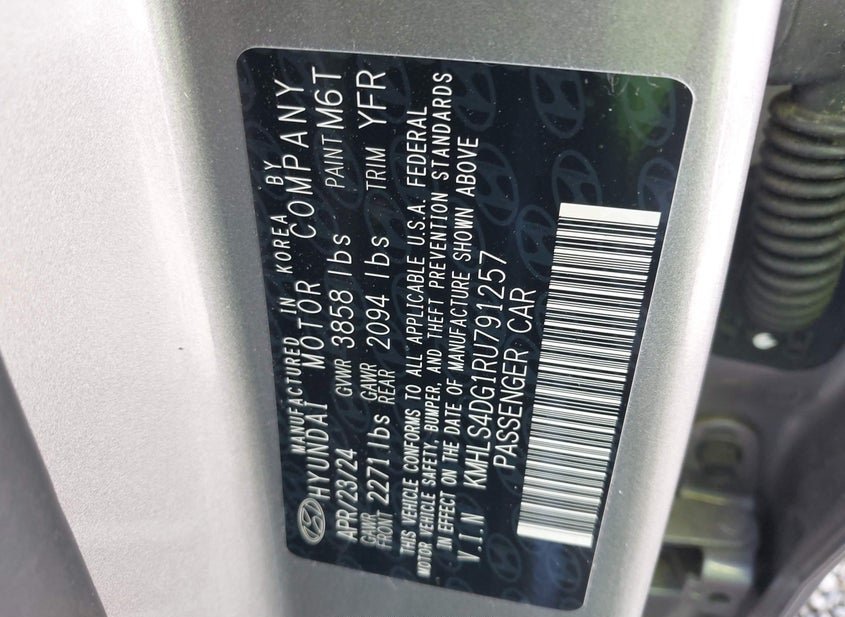 MANUFACTURED IN KOREA BY
HYUNDAI MOTOR COMPANY
APR/23/24 GVWR 3858 lbs PAINT M6T
GAWR FRONT 2271 lbs GAWR REAR 2094 lbs TRIM YFR
THIS VEHICLE CONFORMS TO ALL APPLICABLE U.S.A. FEDERAL
MOTOR VEHICLE SAFETY, BUMPER, AND THEFT PREVENTION STANDARDS
IN EFFECT ON THE DATE OF MANUFACTURE SHOWN ABOVE
V.I.N KMHLS4DG1RU791257
PASSENGER CAR